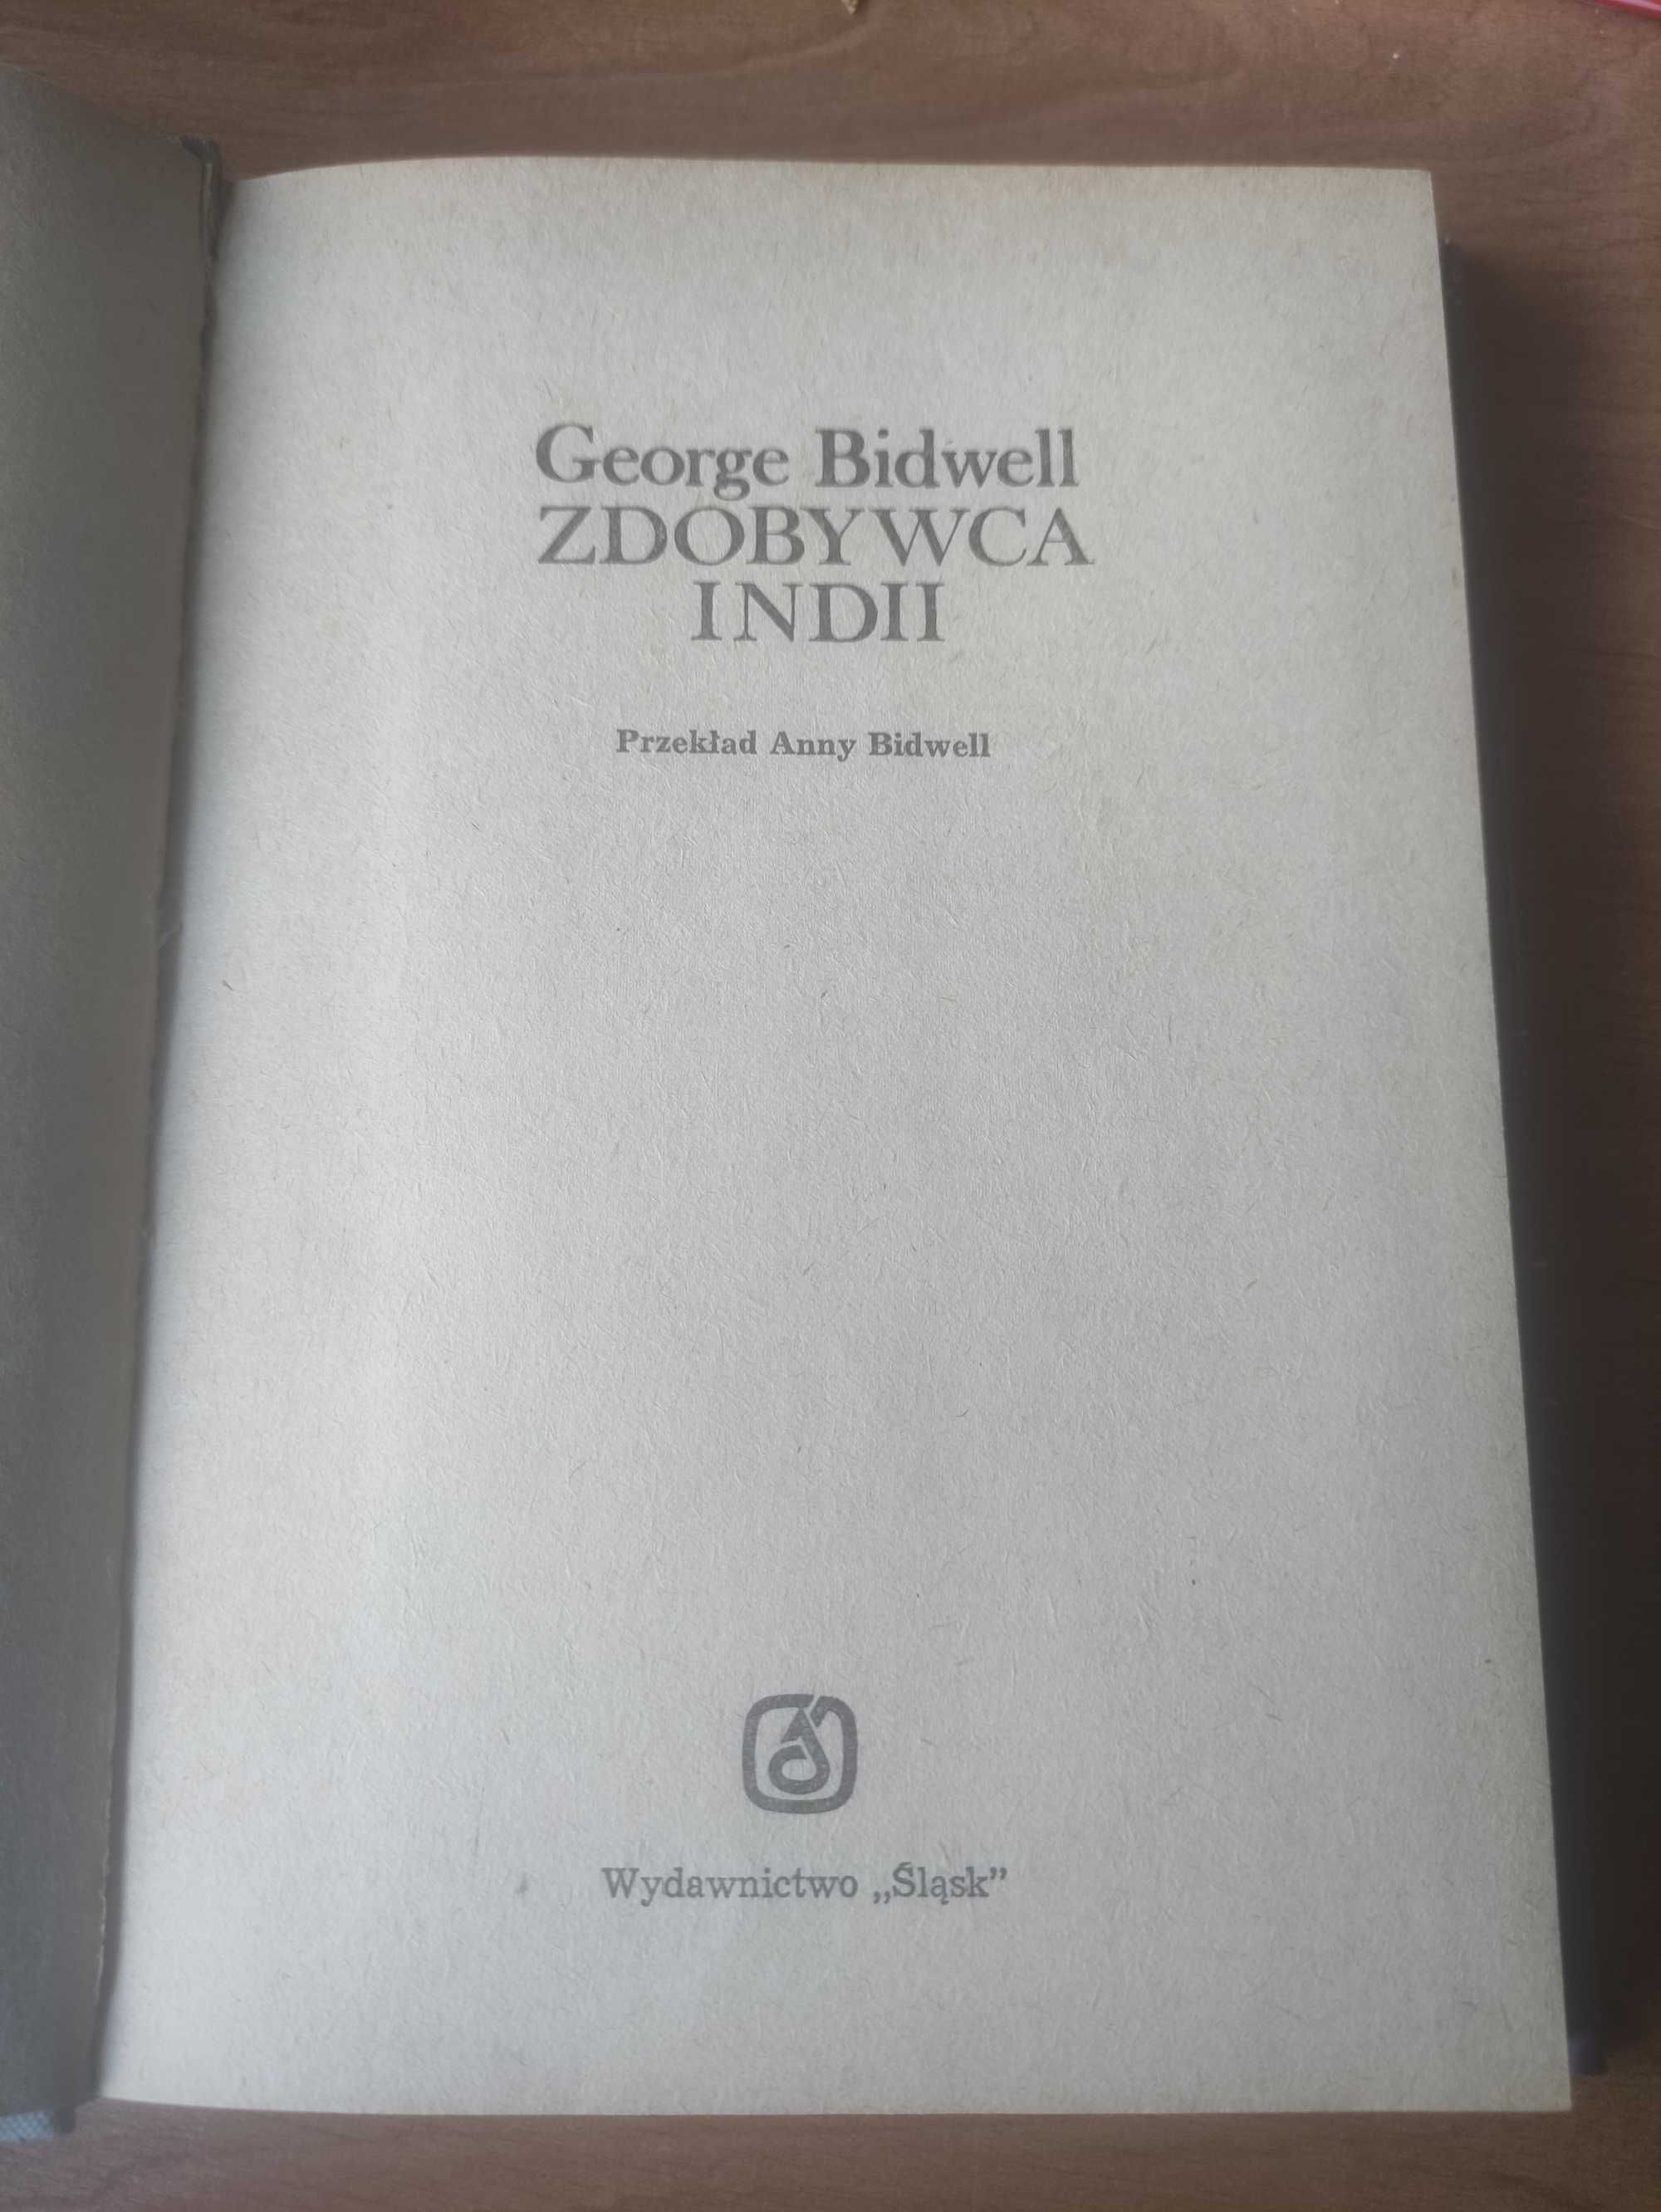 George Bidwell
ZDOBYWCA
INDII
Przekład Anny Bidwell
Wydawnictwo „Śląsk”